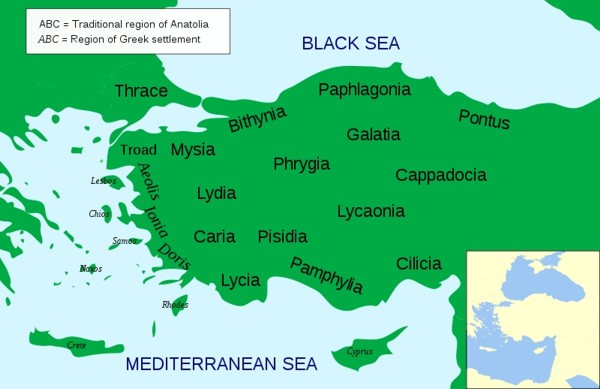 ABC = Traditional region of Anatolia
ABC = Region of Greek settlement
BLACK SEA
Thrace
Paphlagonia
Bithynia
Pontus
Galatia
Troad
Mysia
Phrygia
Cappadocia
Lesbos
Aeolis
Lydia
Chios
Ionia
Lycaonia
Samos
Caria
Pisidia
Doris
Naxos
Lycia
Pamphylia
Cilicia
Rhodes
Crete
Cyprus
MEDITERRANEAN SEA